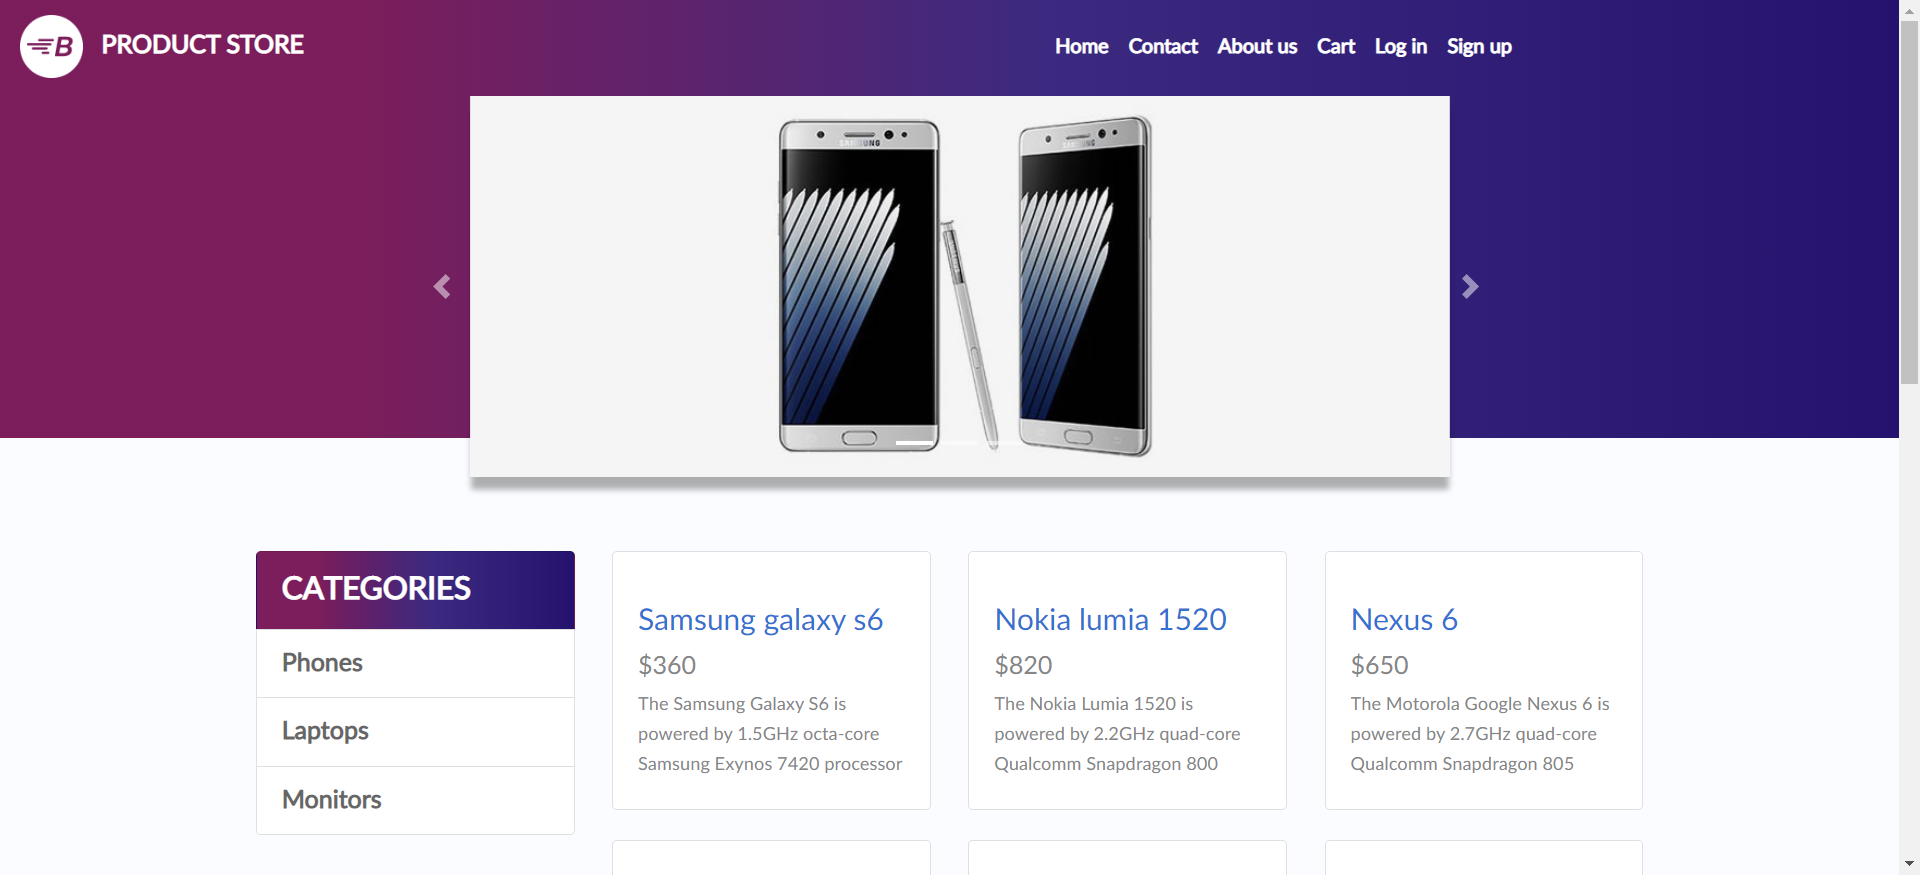 B PRODUCT STORE
Home Contact About us Cart Log in Sign up
SAMSUNG
SAMSUNG
CATEGORIES
Phones
Laptops
Monitors
Samsung galaxy s6
$360
The Samsung Galaxy S6 is
powered by 1.5GHz octa-core
Samsung Exynos 7420 processor
Nokia lumia 1520
$820
The Nokia Lumia 1520 is
powered by 2.2GHz quad-core
Qualcomm Snapdragon 800
Nexus 6
$650
The Motorola Google Nexus 6 is
powered by 2.7GHz quad-core
Qualcomm Snapdragon 805